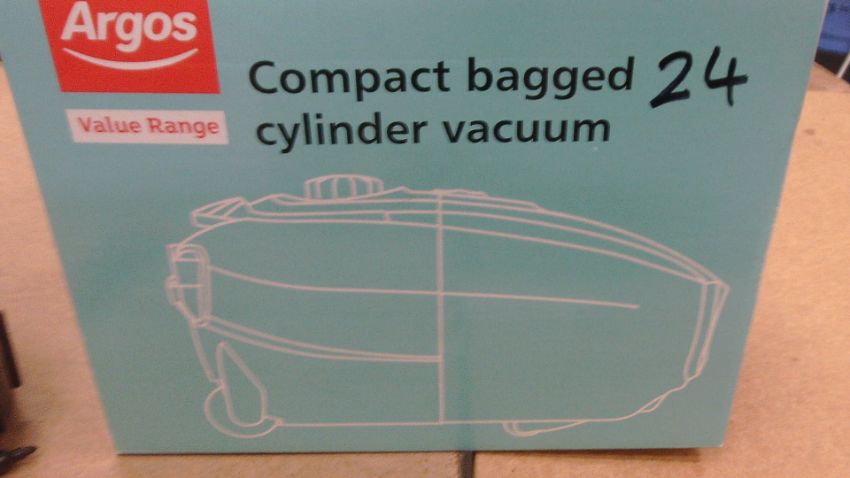 Argos
Compact bagged 24
cylinder vacuum
Value Range